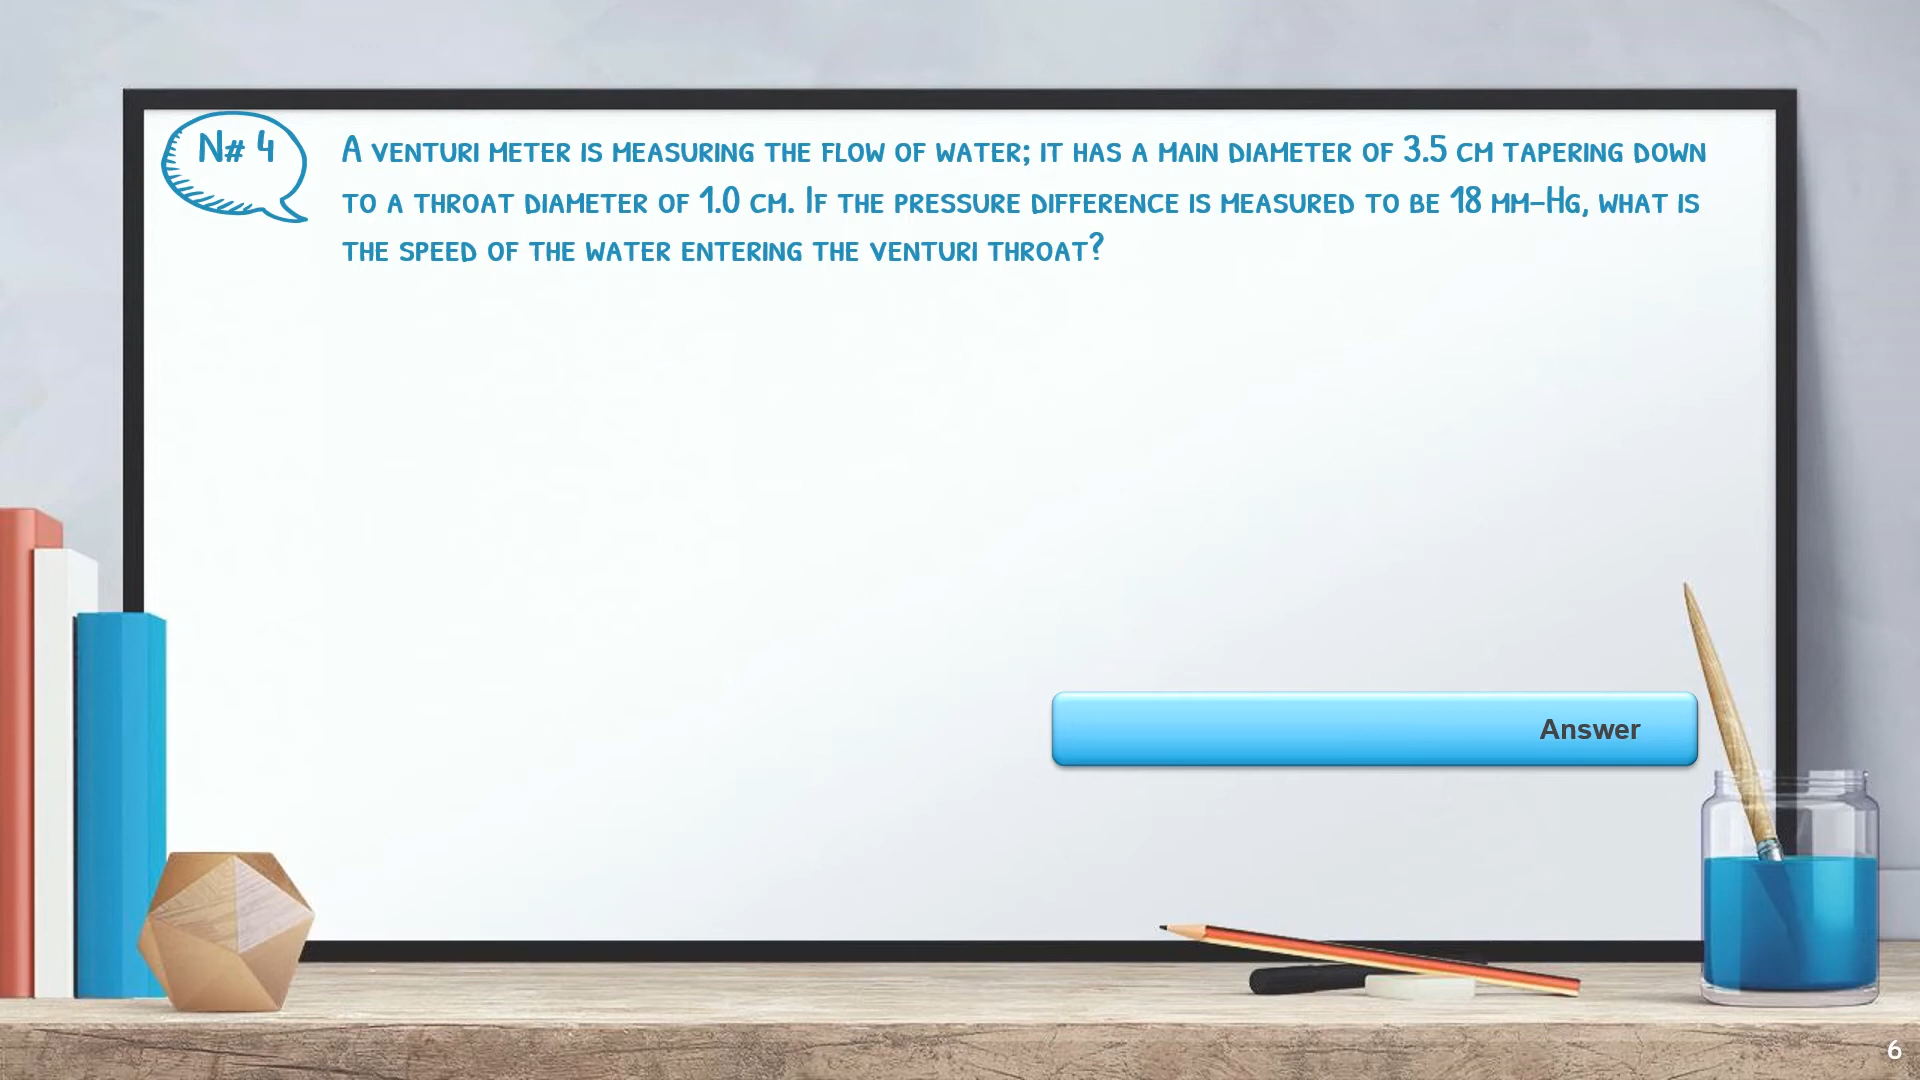 N# 4
A venturi meter is measuring the flow of water; it has a main diameter of 3.5 cm tapering down
to a throat diameter of 1.0 cm. If the pressure difference is measured to be 18 mm-Hg, what is
the speed of the water entering the venturi throat?
Answer
6